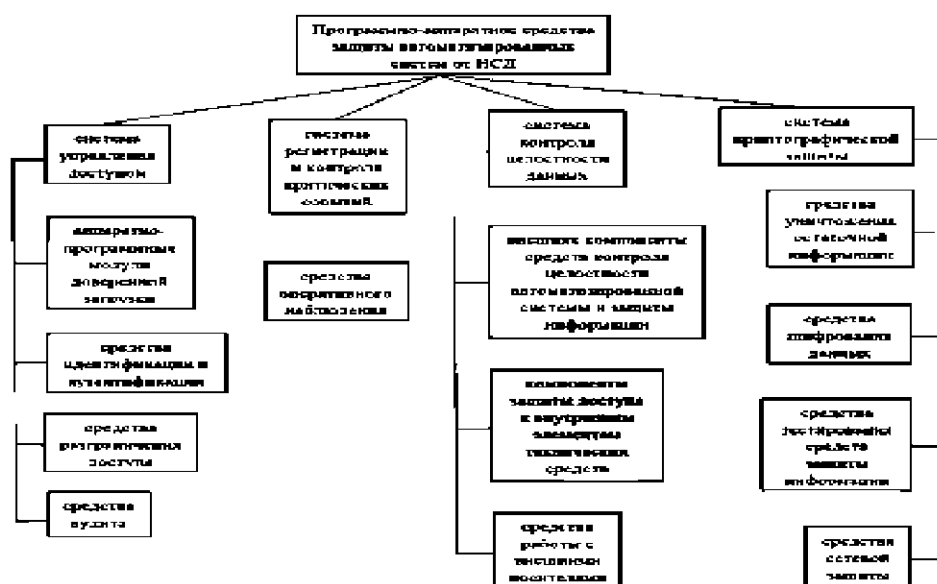 Программно-аппаратное средства
защиты автоматизированных
систем от НСД
система
управления
доступом
система
регистрации
и контроля
критических
событий
система
контроля
целостности
данных
система
криптографической
защиты
аппаратно-
программные
модули
доверенной
загрузки
средства
оперативного
наблюдения
внешних компоненты
средств контроля
целостности
автоматизированной
системы и защиты
информации
средства
уничтожения
остаточной
информации
средства
идентификации и
аутентификации
средства
шифрования
данных
средства
разграничения
доступа
компоненты
защиты доступа
к внутренним
элементам
технических
средств
средства
тестирования
средств
защиты
информации
средства
аудита
средства
работы с
внешними
носителями
средства
сетевой
защиты